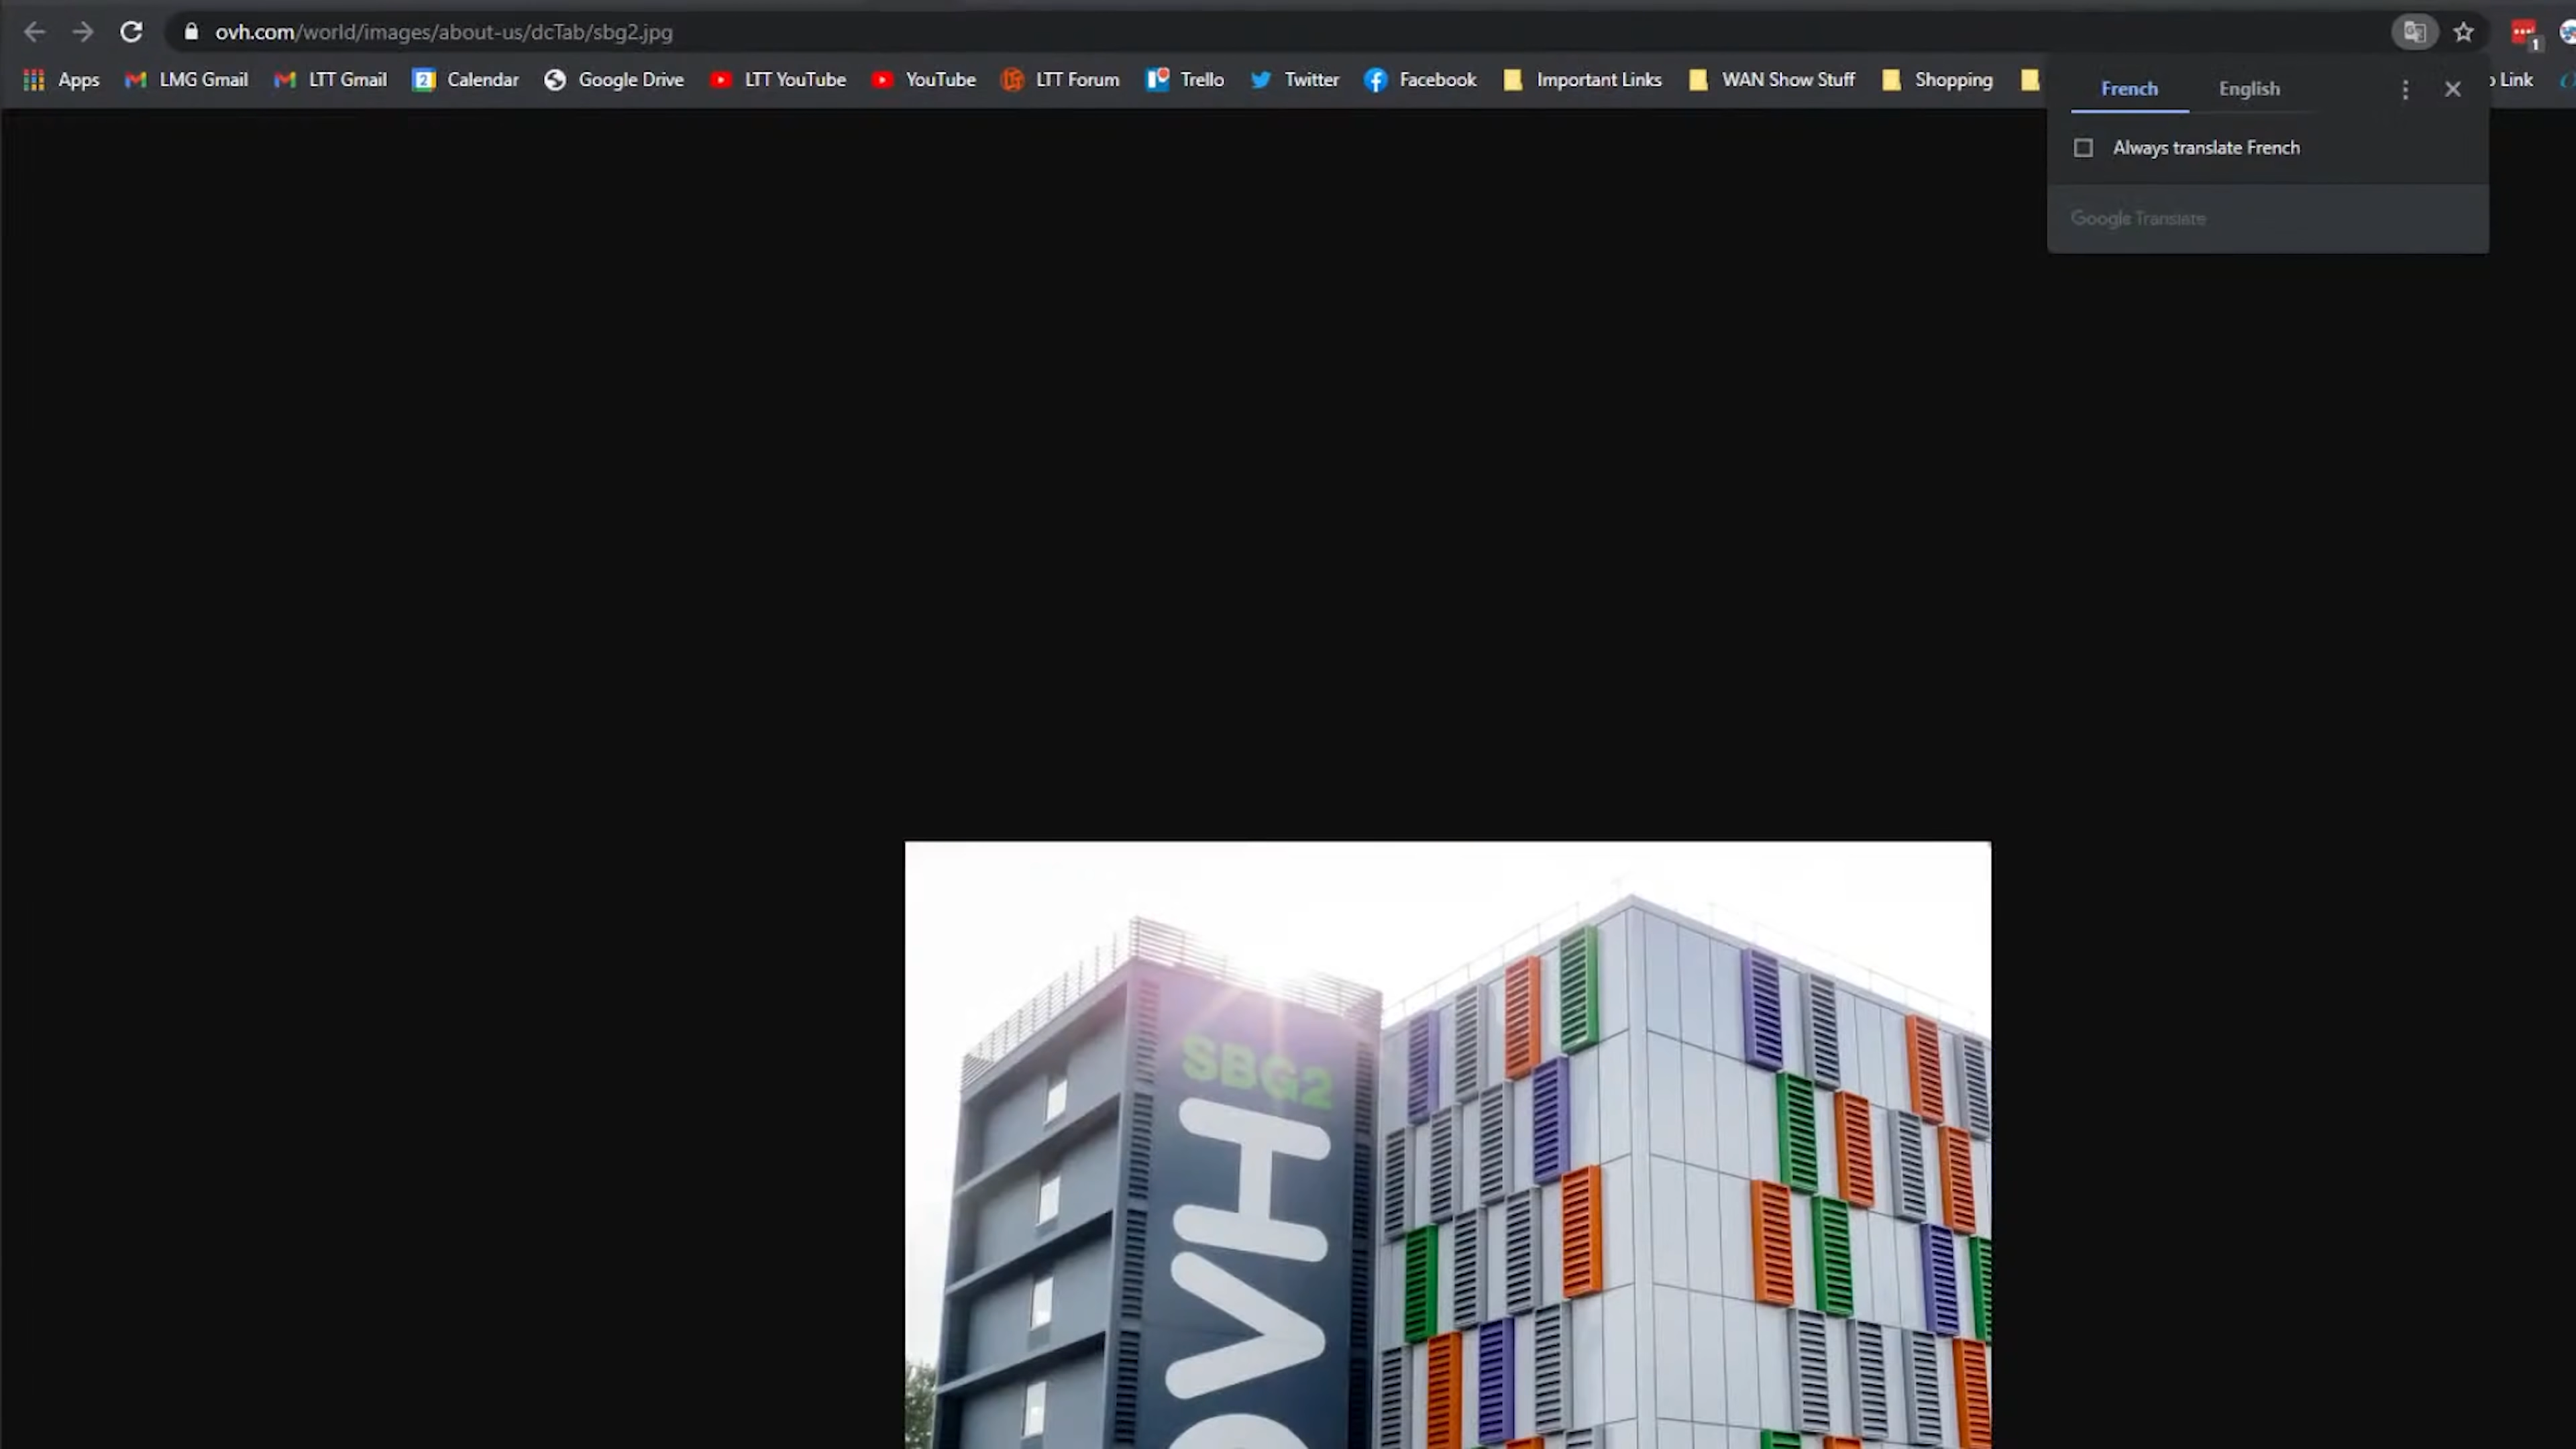 ovh.com/world/images/about-us/dcTab/sbg2.jpg
Apps LMG Gmail LTT Gmail 2 Calendar Google Drive LTT YouTube YouTube LTT Forum Trello Twitter Facebook Important Links WAN Show Stuff Shopping Link
1
French English
Always translate French
Google Translate
SBG2
OVH